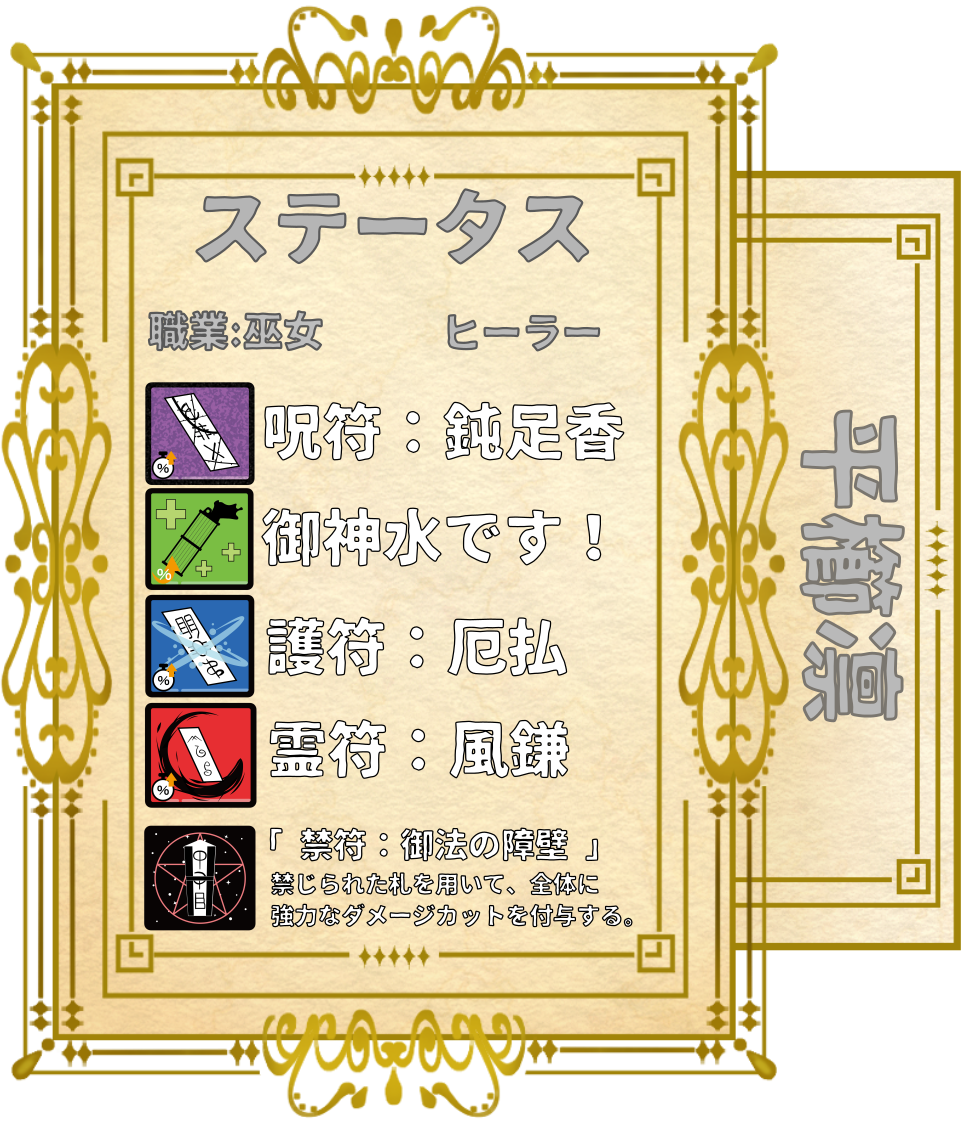 ステータス
職業:巫女 ヒーラー
呪符：鈍足香
%
御神水です！
%
護符：厄払
%
霊符：風鎌
%
「 禁符：御法の障壁 」
禁じられた札を用いて、全体に
強力なダメージカットを付与する。
平櫛凛